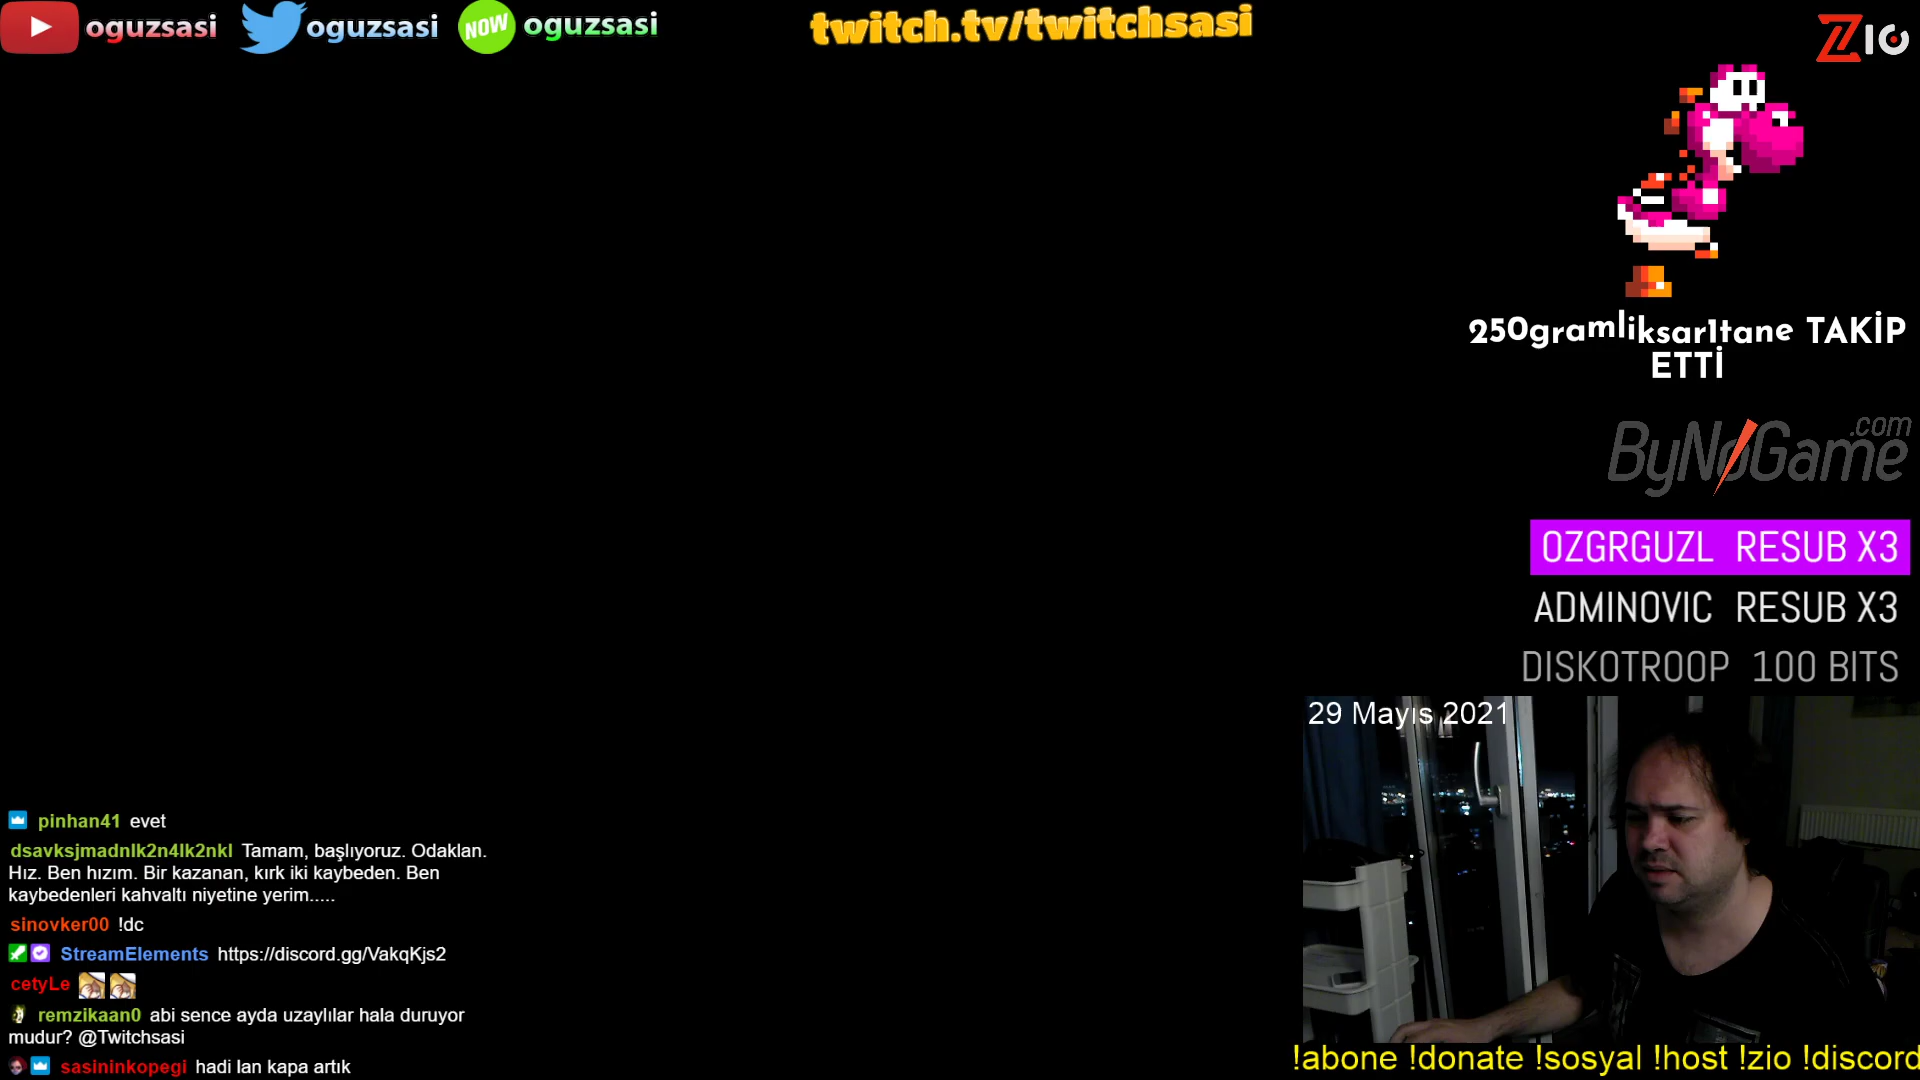 oguzsasi
oguzsasi
NOW oguzsasi
twitch.tv/twitchsasi
ZIO
250gramliksar1tane TAKİP
ETTİ
ByNoGame.com
OZGRGUZL RESUB X3
ADMINOVIC RESUB X3
DISKOTROOP 100 BITS
29 Mayıs 2021
pinhan41 evet
dsavksjmadnlk2n4lk2nkl Tamam, başlıyoruz. Odaklan.
Hız. Ben hızım. Bir kazanan, kırk iki kaybeden. Ben
kaybedenleri kahvaltı niyetine yerim.....
sinovker00 !dc
StreamElements https://discord.gg/VakqKjs2
cetyLe
remzikaan0 abi sence ayda uzaylılar hala duruyor
mudur? @Twitchsasi
sasininkopegi hadi lan kapa artık
!abone !donate !sosyal !host !zio !discord